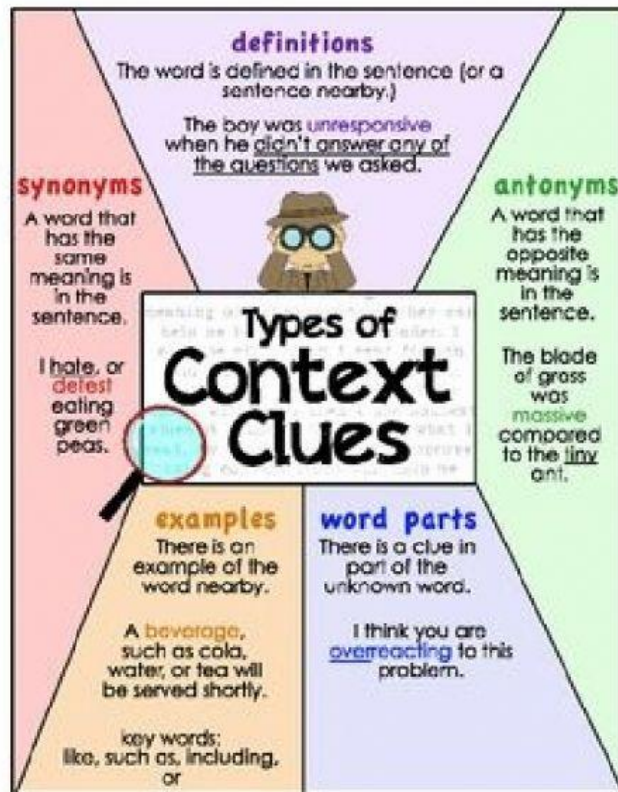 definitions
The word is defined in the sentence (or a
sentence nearby.)
The boy was unresponsive
when he didn't answer any of
the questions we asked.
synonyms
A word that
has the
same
meaning is
in the
sentence.
I hate, or
detest
eating
green
peas.
antonyms
A word that
has the
opposite
meaning is
in the
sentence.
The blade
of grass
was
massive
compared
to the tiny
ant.
Types of
Context
Clues
examples
There is an
example of the
word nearby.
A beverage,
such as cola,
water, or tea will
be served shortly.
key words:
like, such as, including,
or
word parts
There is a clue in
part of the
unknown word.
I think you are
overreacting to this
problem.